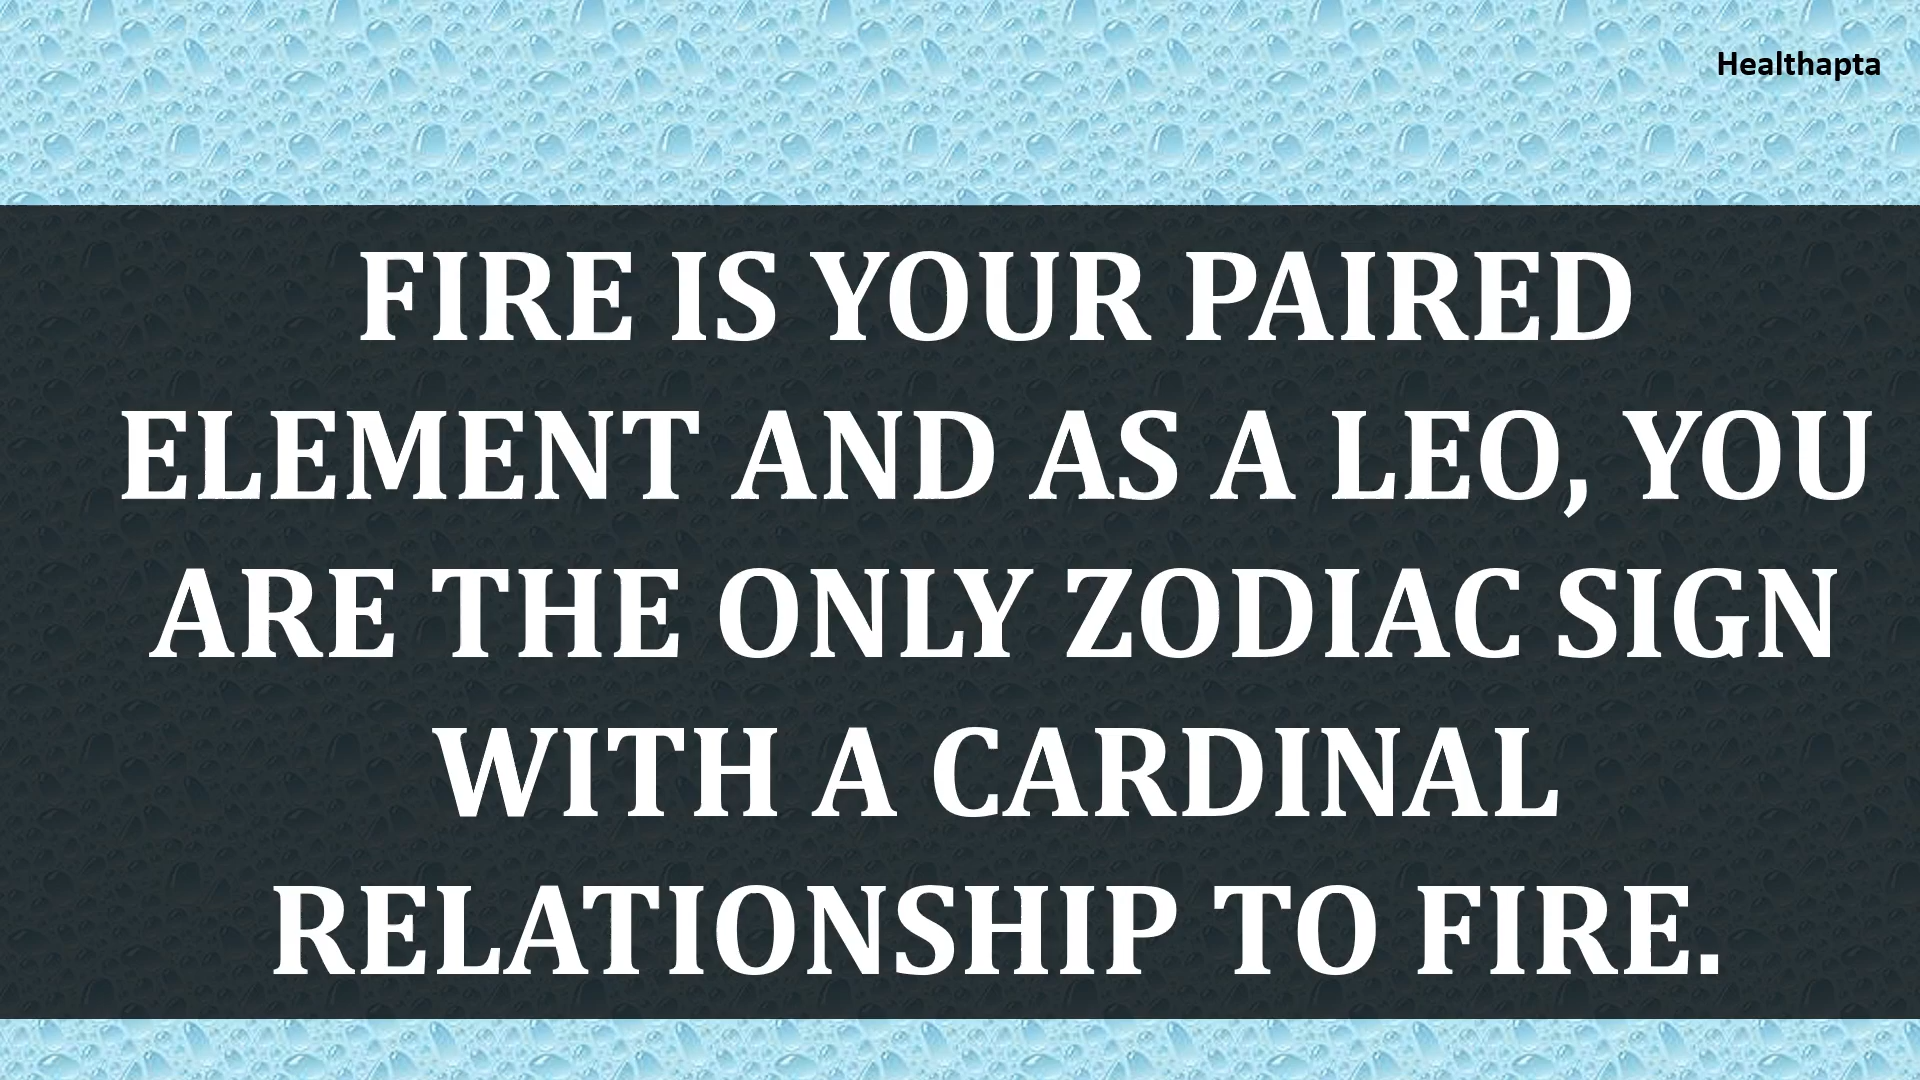 Healthapta
FIRE IS YOUR PAIRED
ELEMENT AND AS A LEO, YOU
ARE THE ONLY ZODIAC SIGN
WITH A CARDINAL
RELATIONSHIP TO FIRE.